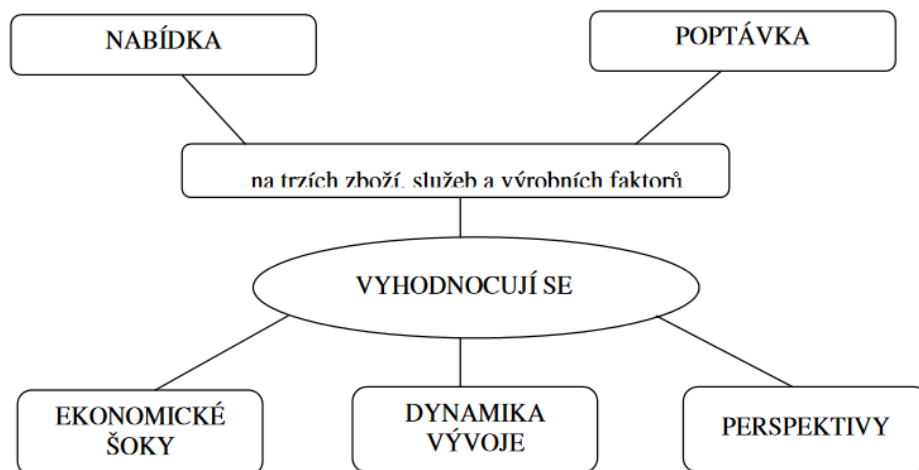 NABÍDKA
POPTÁVKA
na trzích zboží, služeb a výrobních faktorů
VYHODNOCUJÍ SE
EKONOMICKÉ
ŠOKY
DYNAMIKA
VÝVOJE
PERSPEKTIVY